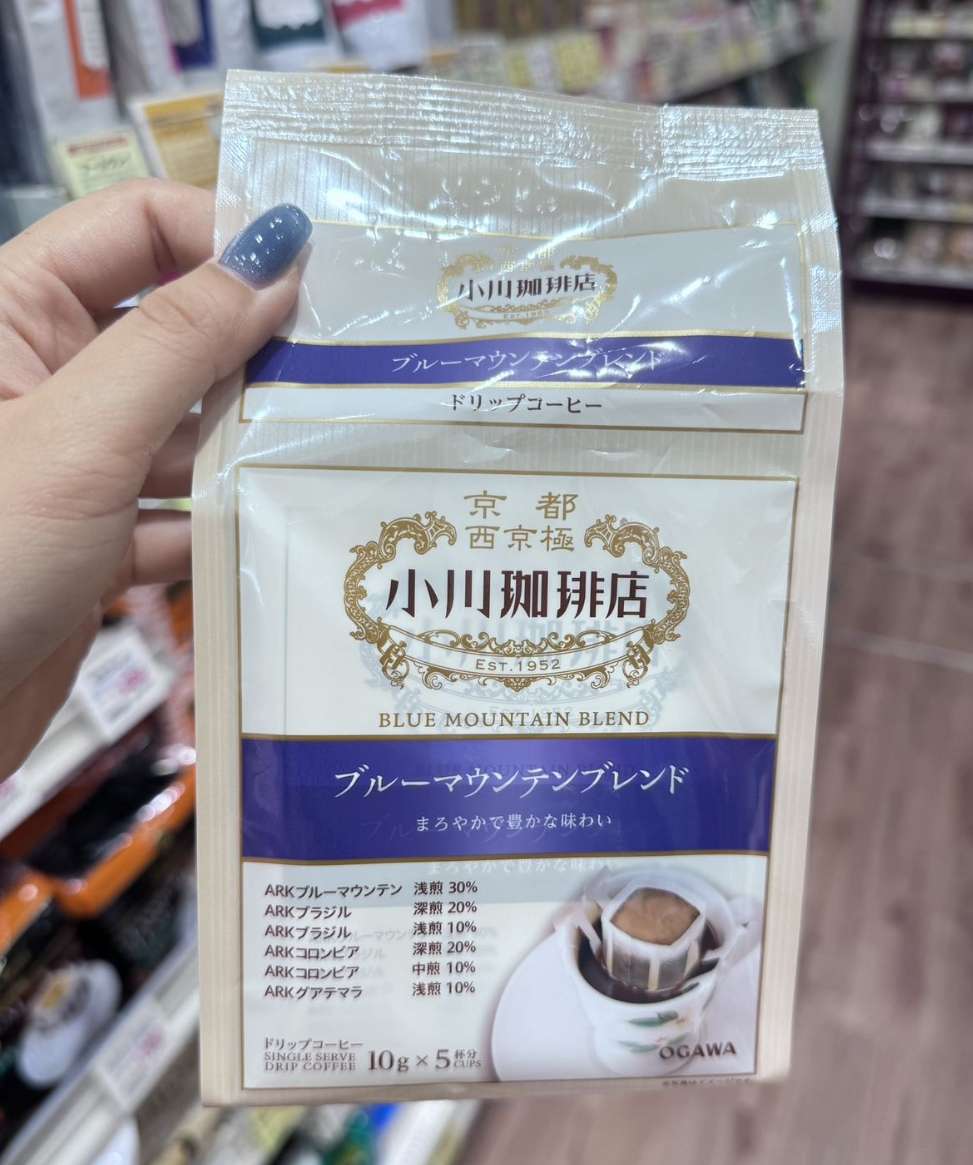 京都
西京極
小川珈琲店
Est.1952
ブルーマウンテンブレンド
ドリップコーヒー
京都
西京極
小川珈琲店
EST.1952
BLUE MOUNTAIN BLEND
ブルーマウンテンブレンド
まろやかで豊かな味わい
ARKブルーマウンテン 浅煎 30%
ARKブラジル 深煎 20%
ARKブラジル 浅煎 10%
ARKコロンビア 深煎 20%
ARKコロンビア 中煎 10%
ARKグアテマラ 浅煎 10%
ドリップコーヒー
SINGLE SERVE
DRIP COFFEE
10g×5杯分
CUPS
OGAWA